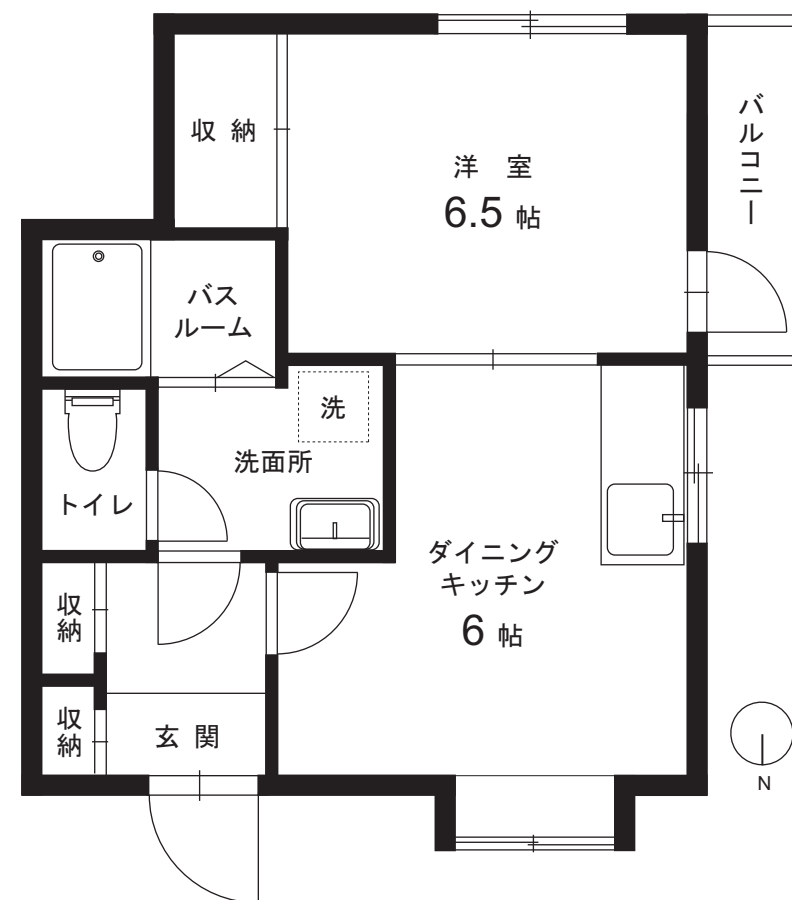 収 納
洋 室
6.5 帖
バルコニー
バス
ルーム
洗
洗面所
トイレ
ダイニング
キッチン
6 帖
収納
収納
玄 関
N